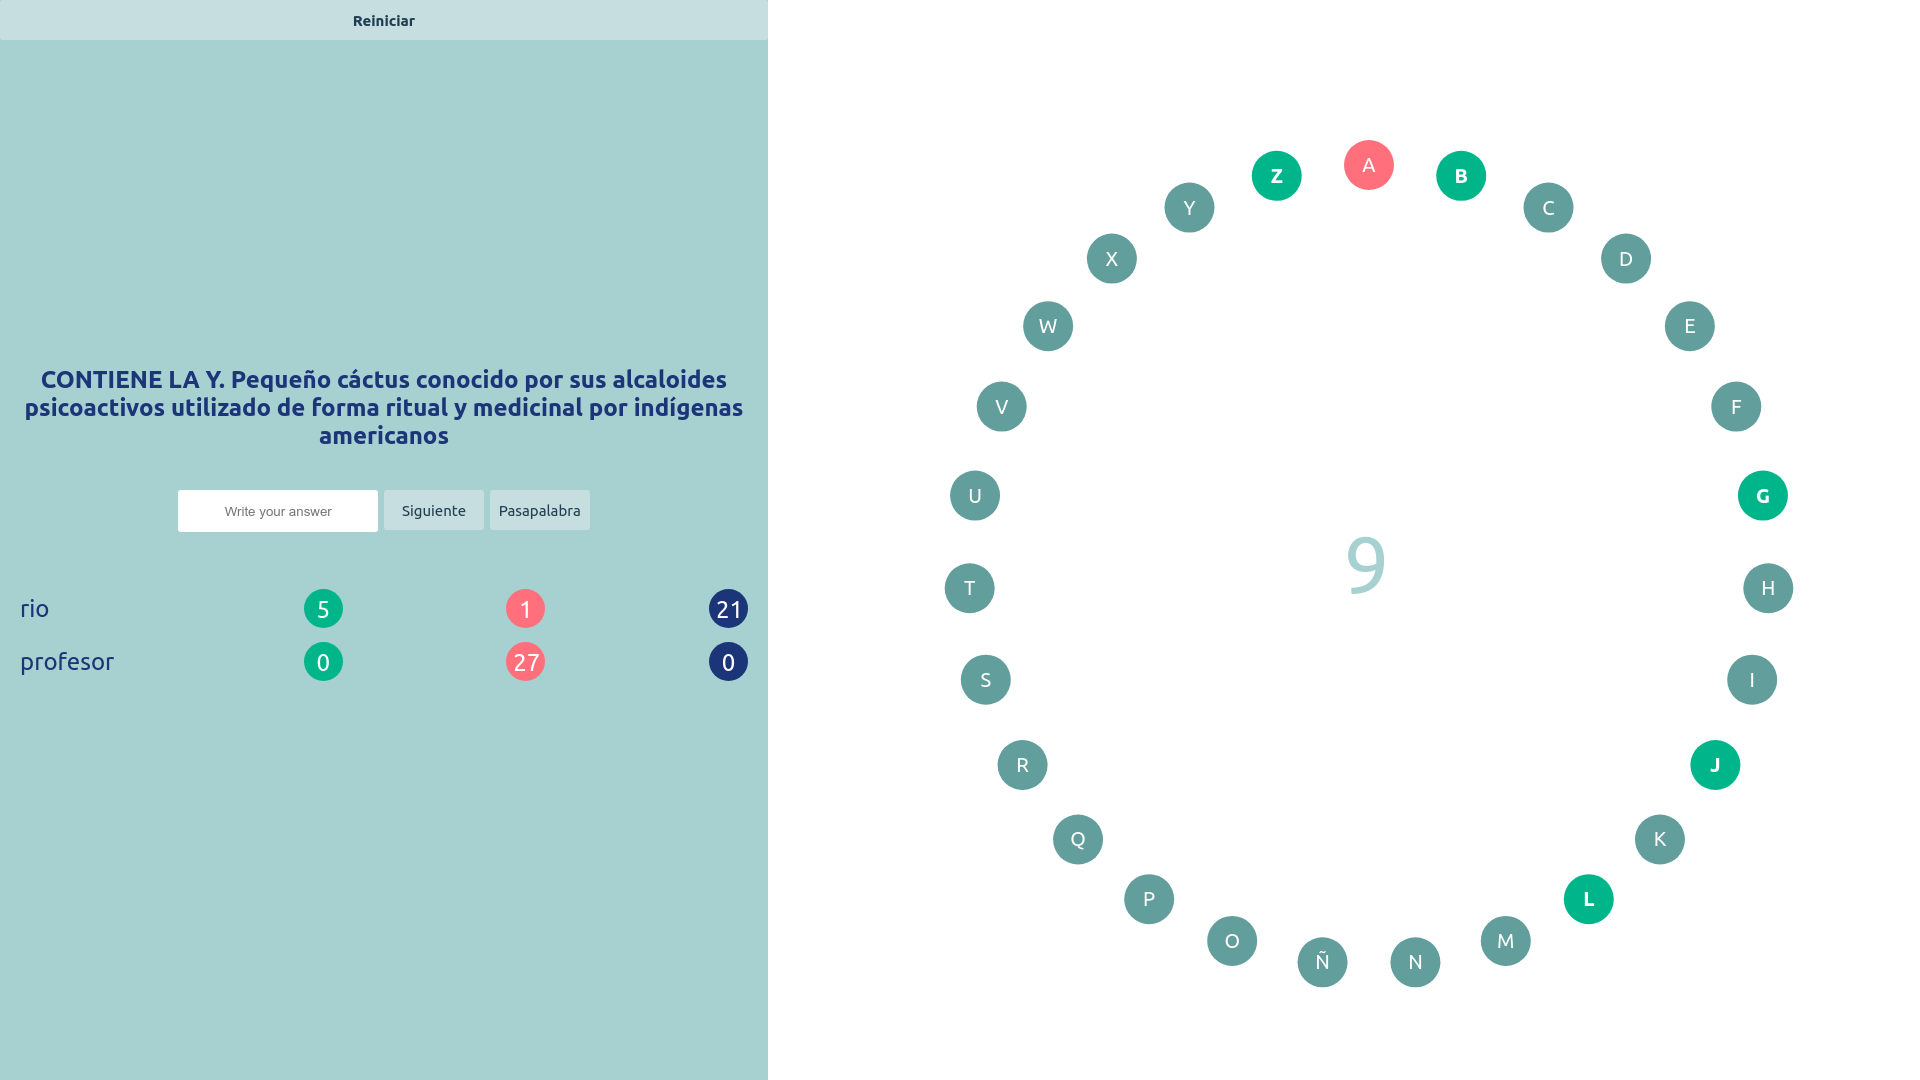 Reiniciar
CONTIENE LA Y. Pequeño cáctus conocido por sus alcaloides
psicoactivos utilizado de forma ritual y medicinal por indígenas
americanos
Write your answer
Siguiente
Pasapalabra
rio 5 1 21
profesor 0 27 0
A
B
C
D
E
F
G
H
I
J
K
L
M
N
Ñ
O
P
Q
R
S
T
U
V
W
X
Y
Z
9